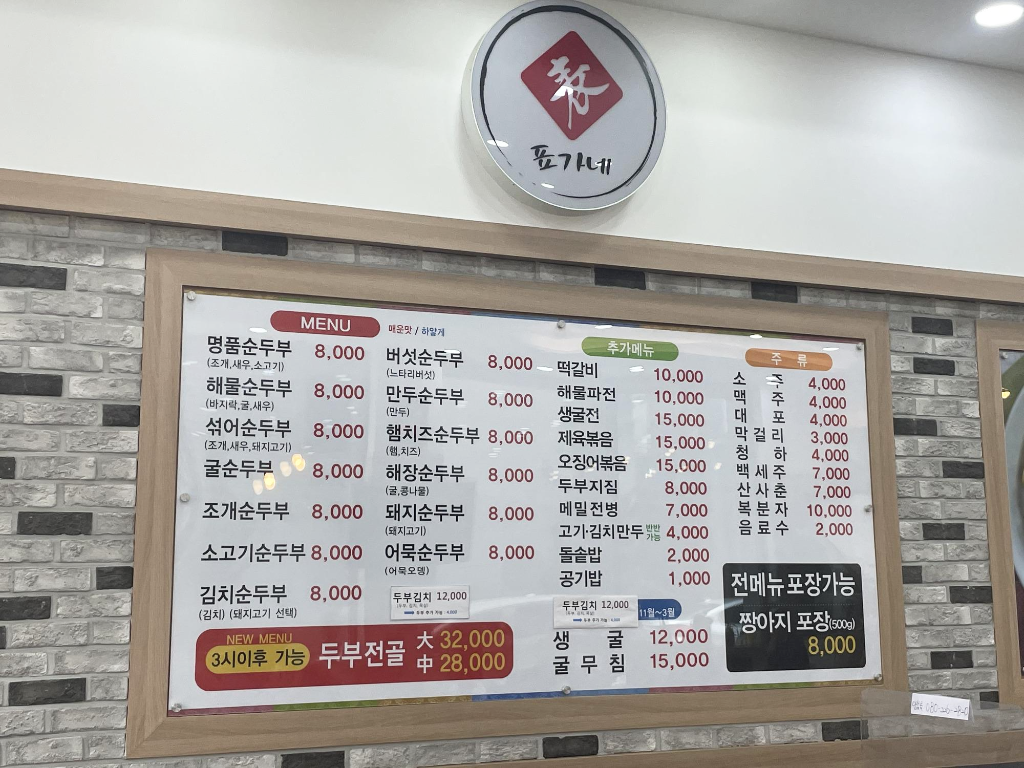 表
표가네
MENU 매운맛 / 하얗게
명품순두부 8,000
(조개,새우,소고기)
해물순두부 8,000
(바지락,굴,새우)
섞어순두부 8,000
(조개,새우,돼지고기)
굴순두부 8,000
조개순두부 8,000
소고기순두부 8,000
김치순두부 8,000
(김치) (돼지고기 선택)
버섯순두부 8,000
(느타리버섯)
만두순두부 8,000
(만두)
햄치즈순두부 8,000
(햄,치즈)
해장순두부 8,000
(굴,콩나물)
돼지순두부 8,000
(돼지고기)
어묵순두부 8,000
(어묵오뎅)
두부김치 12,000
NEW MENU
3시이후 가능
두부전골
大 32,000
中 28,000
추가메뉴
떡갈비 10,000
해물파전 10,000
생굴전 15,000
제육볶음 15,000
오징어볶음 15,000
두부지짐 8,000
메밀전병 7,000
고기·김치만두 반반가능 4,000
돌솥밥 2,000
공기밥 1,000
두부김치 12,000
11월~3월
생 굴 12,000
굴무침 15,000
주 류
소 주 4,000
맥 주 4,000
대 포 4,000
막걸리 3,000
청 하 4,000
백세주 7,000
산사춘 7,000
복분자 10,000
음료수 2,000
전메뉴 포장가능
짱아지 포장(500g)
8,000